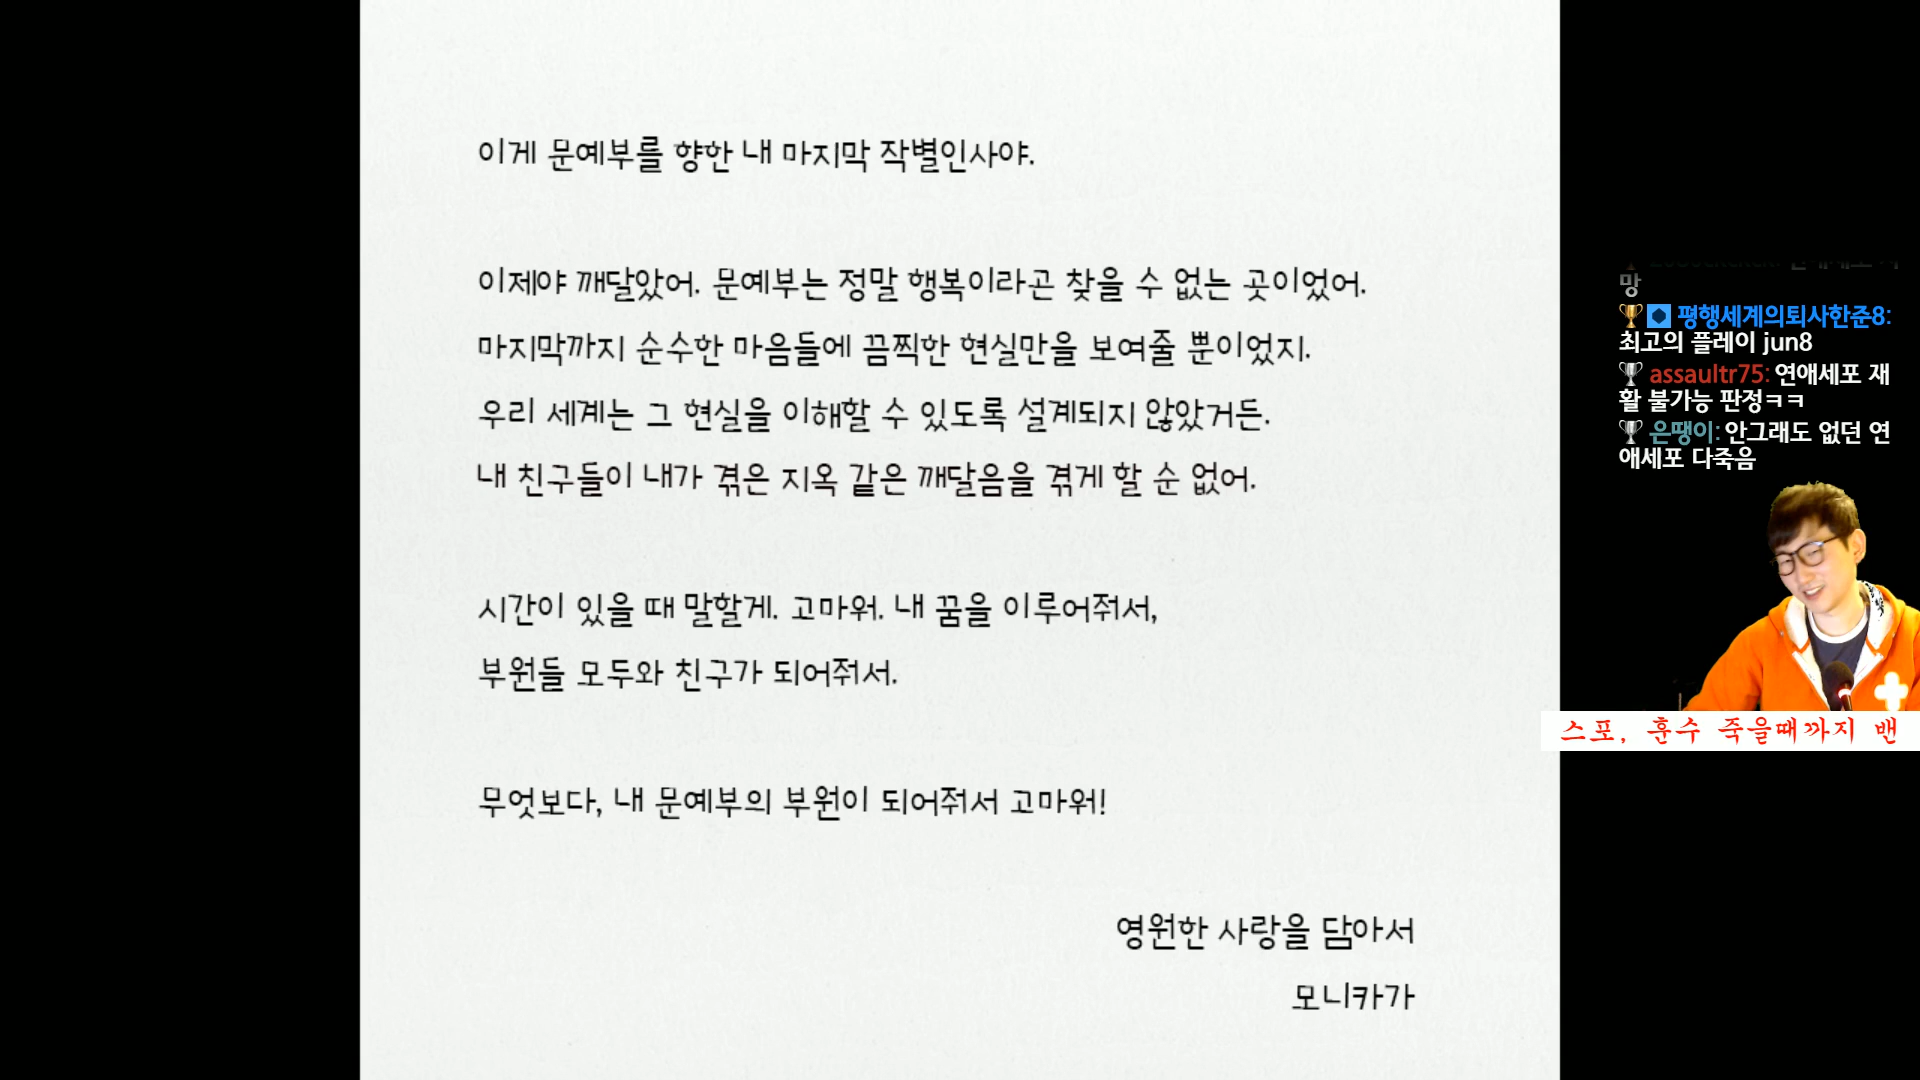 이게 문예부를 향한 내 마지막 작별인사야.
이제야 깨달았어. 문예부는 정말 행복이라곤 찾을 수 없는 곳이었어.
마지막까지 순수한 마음들에 끔찍한 현실만을 보여줄 뿐이었지.
우리 세계는 그 현실을 이해할 수 있도록 설계되지 않았거든.
내 친구들이 내가 겪은 지옥 같은 깨달음을 겪게 할 순 없어.
시간이 있을 때 말할게. 고마워. 내 꿈을 이루어줘서,
부원들 모두와 친구가 되어줘서.
무엇보다, 내 문예부의 부원이 되어줘서 고마워!
영원한 사랑을 담아서
모니카가
망
평행세계의퇴사한준8:
최고의 플레이 jun8
assaultr75: 연애세포 재
활 불가능 판정ㅋㅋ
은땡이: 안그래도 없던 연
애세포 다죽음
스포, 훈수 죽을때까지 밴